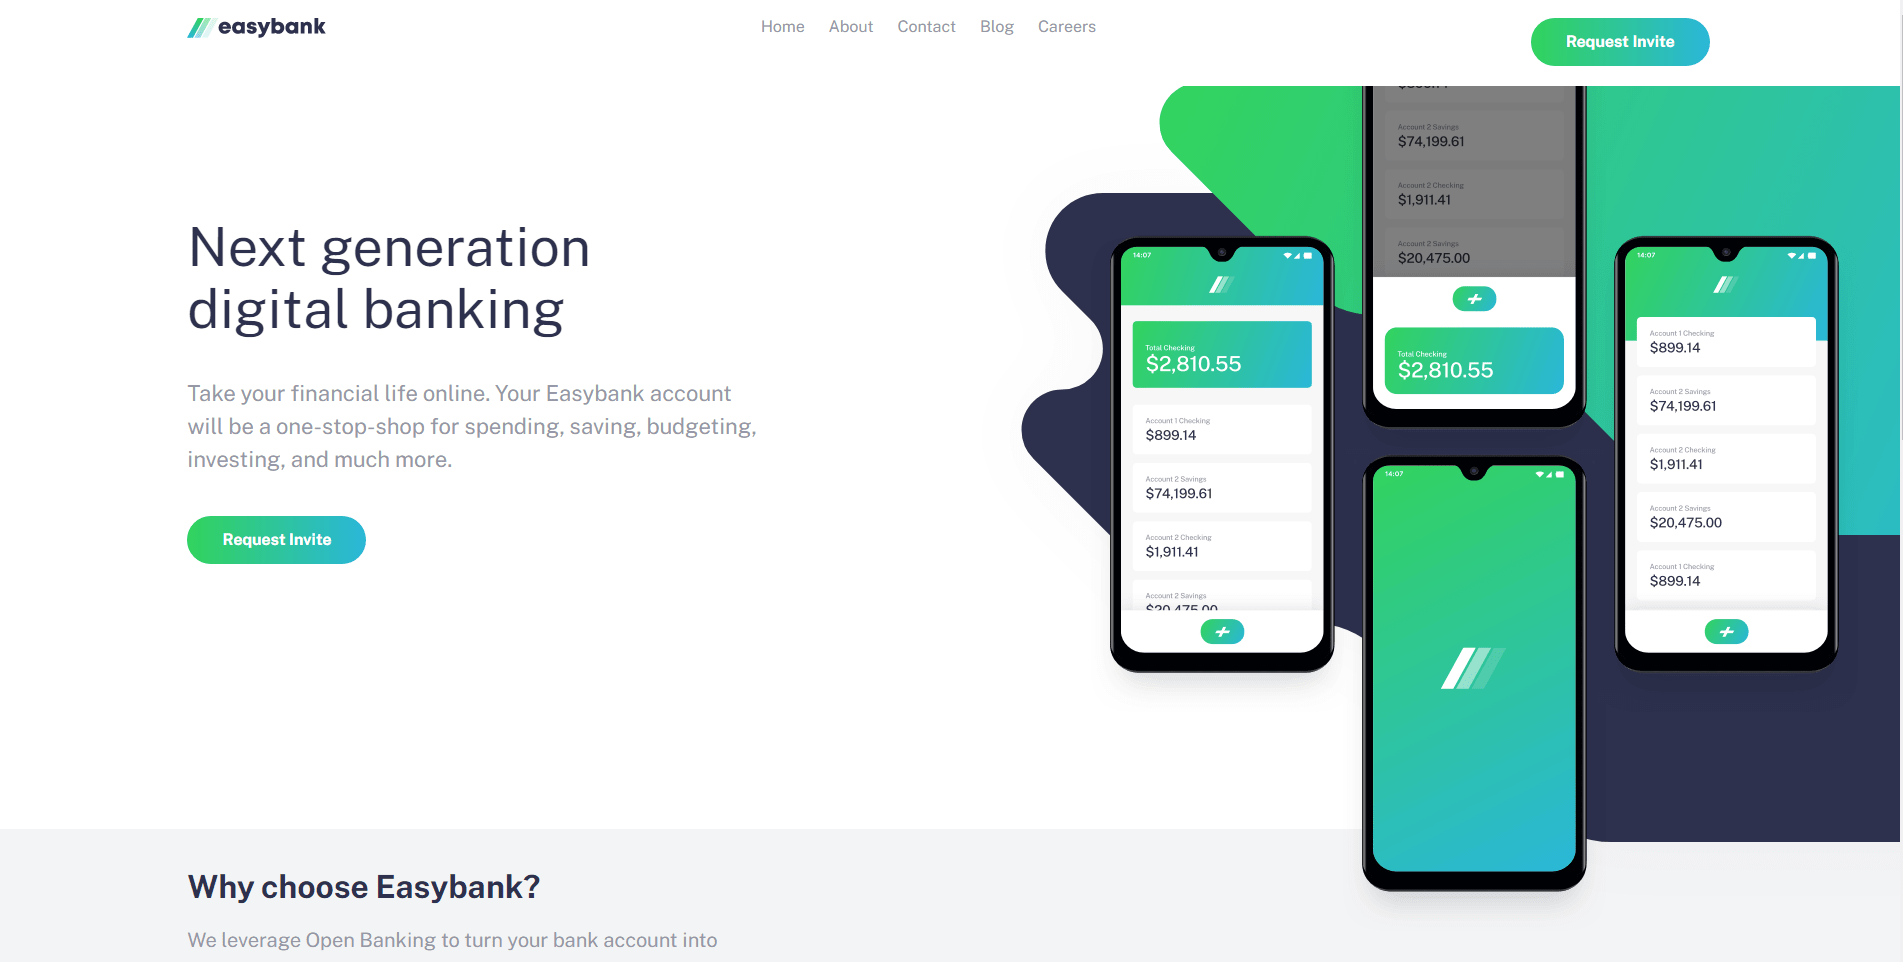 easybank
Home
About
Contact
Blog
Careers
Request Invite
Next generation
digital banking
Take your financial life online. Your Easybank account
will be a one-stop-shop for spending, saving, budgeting,
investing, and much more.
Request Invite
14:07
Total Checking
$2,810.55
Account 1 Checking
$899.14
Account 2 Savings
$74,199.61
Account 2 Checking
$1,911.41
Account 2 Savings
$20,475.00
Account 2 Savings
$74,199.61
Account 2 Checking
$1,911.41
Account 2 Savings
$20,475.00
Total Checking
$2,810.55
14:07
14:07
Account 1 Checking
$899.14
Account 2 Savings
$74,199.61
Account 2 Checking
$1,911.41
Account 2 Savings
$20,475.00
Account 1 Checking
$899.14
Why choose Easybank?
We leverage Open Banking to turn your bank account into